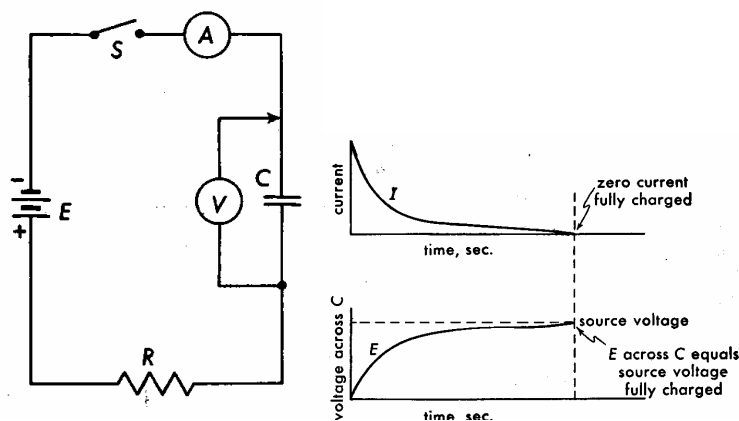 S
A
-
E
+
V
C
R
current
I
zero current
fully charged
time, sec.
voltage across C
E
source voltage
E across C equals
source voltage
fully charged
time, sec.